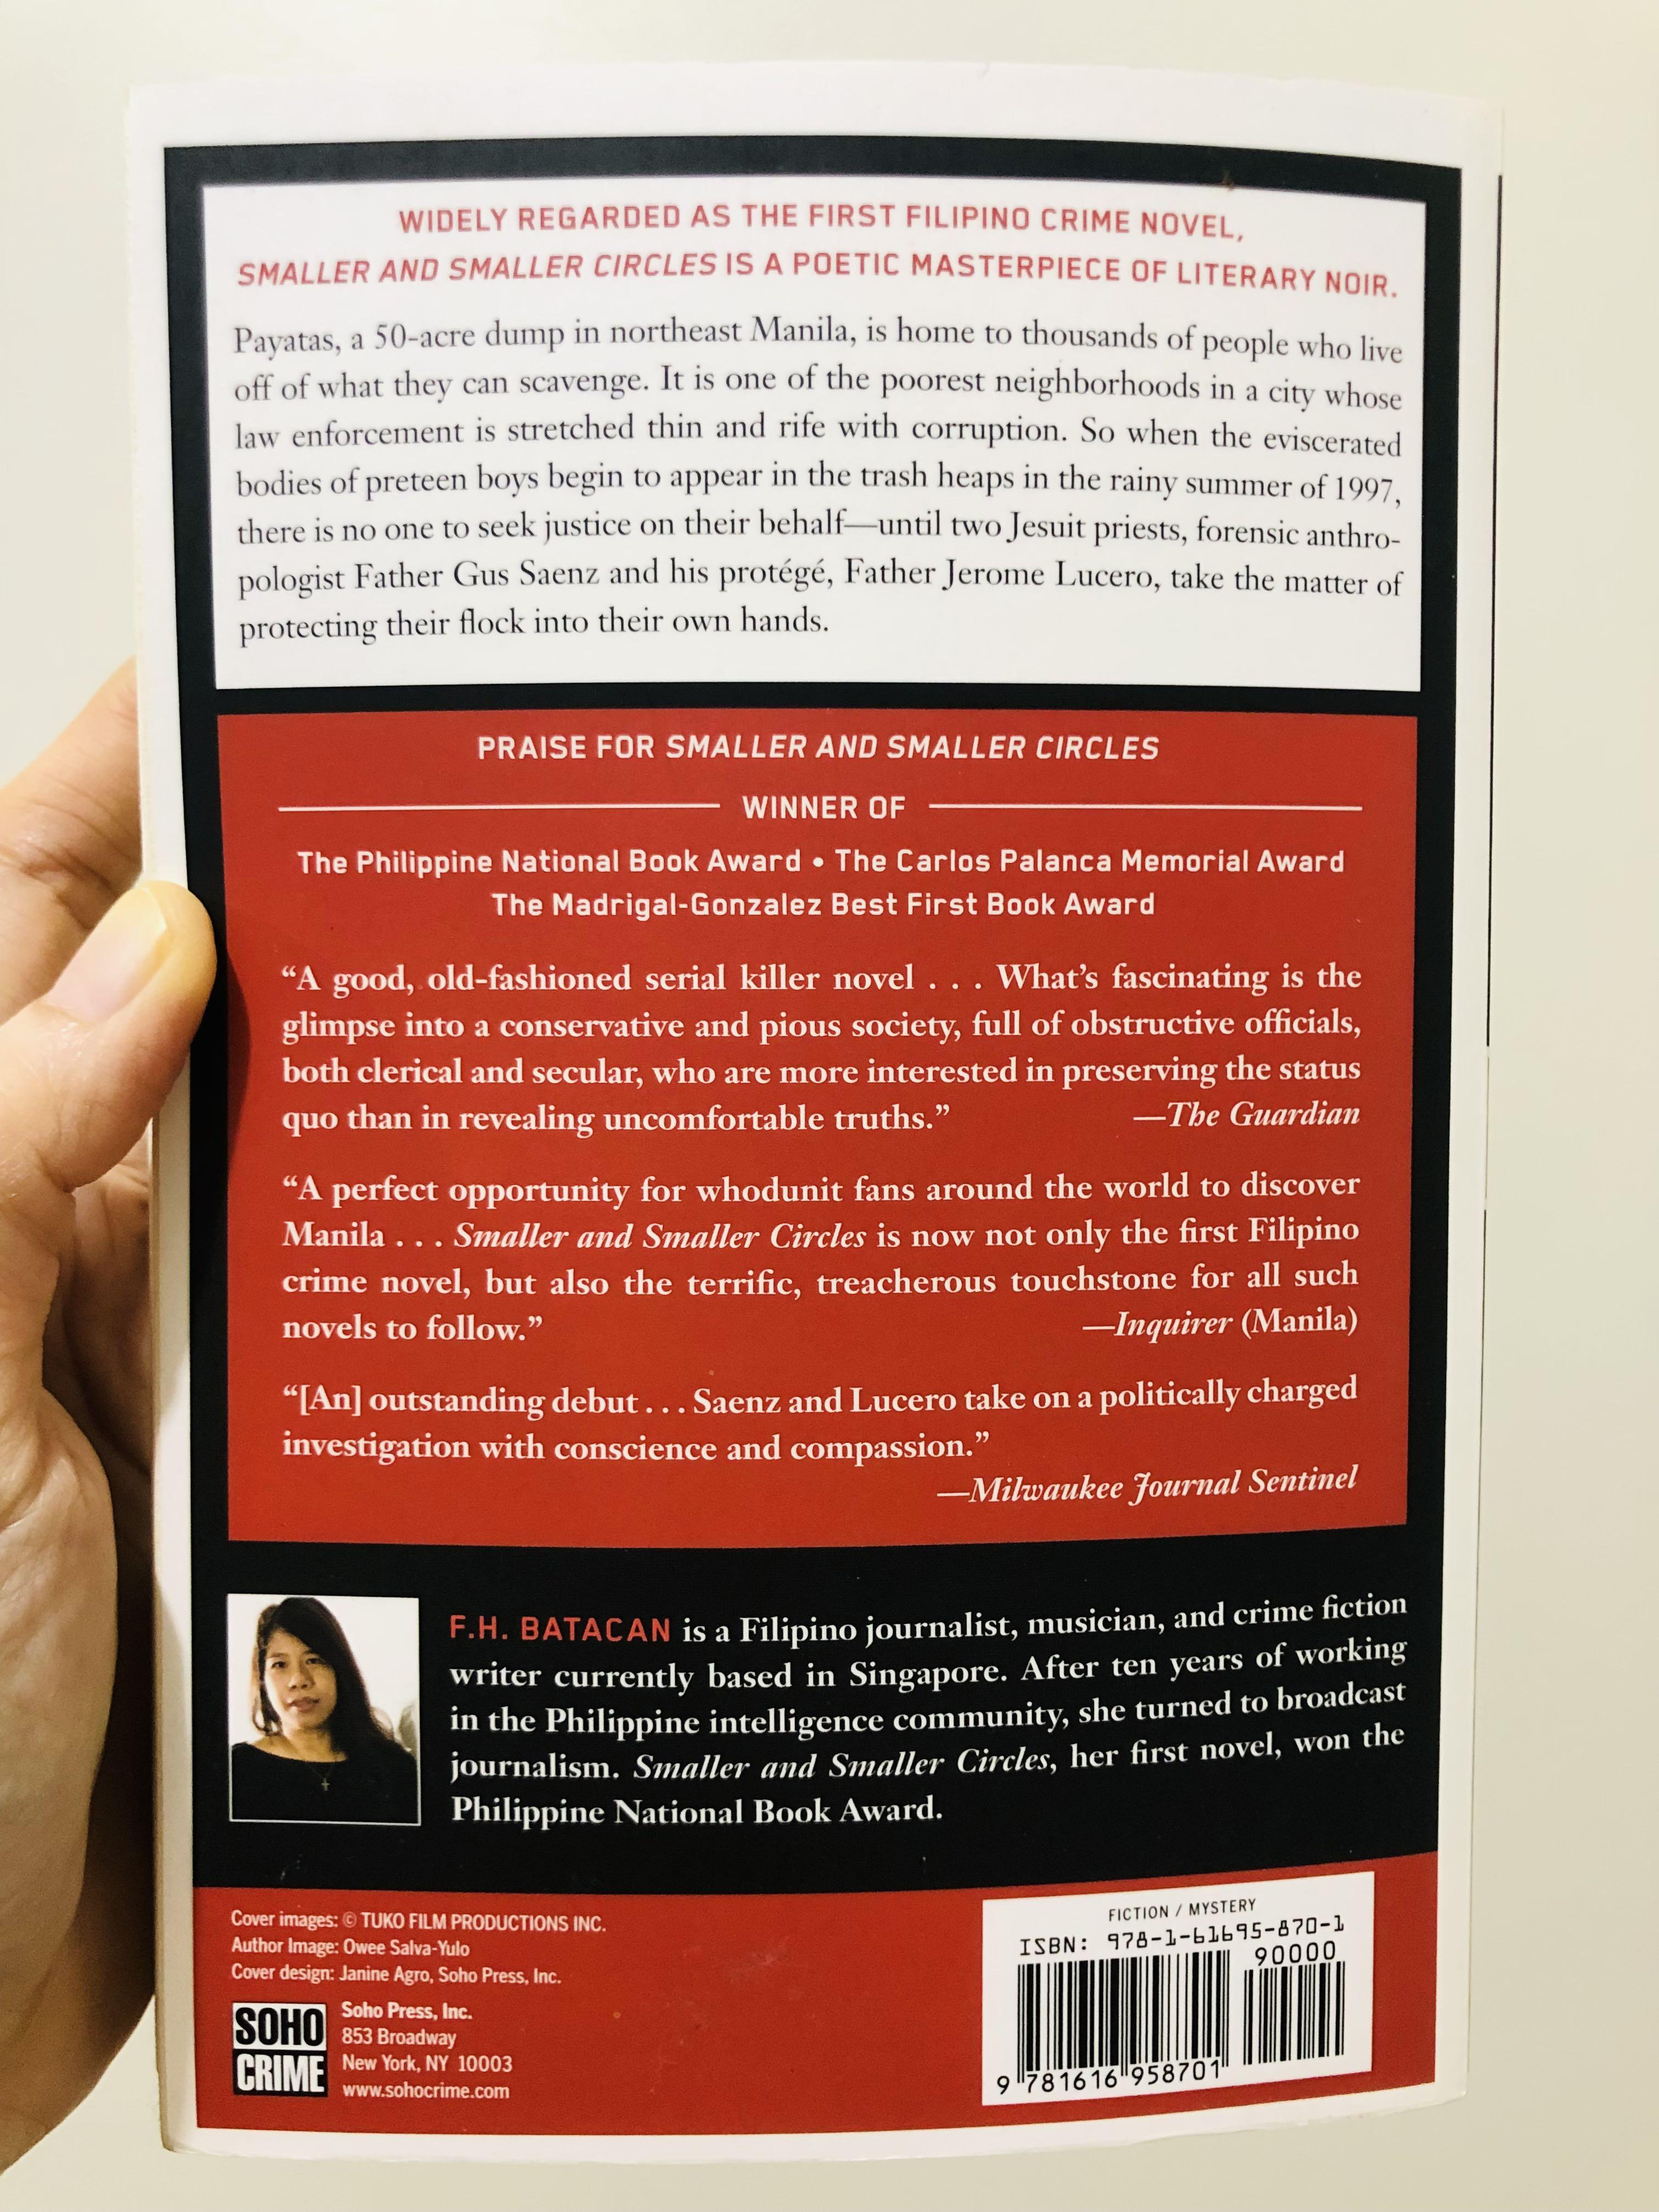 WIDELY REGARDED AS THE FIRST FILIPINO CRIME NOVEL,
SMALLER AND SMALLER CIRCLES IS A POETIC MASTERPIECE OF LITERARY NOIR.
Payatas, a 50-acre dump in northeast Manila, is home to thousands of people who live
off of what they can scavenge. It is one of the poorest neighborhoods in a city whose
law enforcement is stretched thin and rife with corruption. So when the eviscerated
bodies of preteen boys begin to appear in the trash heaps in the rainy summer of 1997,
there is no one to seek justice on their behalf—until two Jesuit priests, forensic anthro-
pologist Father Gus Saenz and his protégé, Father Jerome Lucero, take the matter of
protecting their flock into their own hands.
PRAISE FOR SMALLER AND SMALLER CIRCLES
WINNER OF
The Philippine National Book Award • The Carlos Palanca Memorial Award
The Madrigal-Gonzalez Best First Book Award
“A good, old-fashioned serial killer novel . . . What’s fascinating is the
glimpse into a conservative and pious society, full of obstructive officials,
both clerical and secular, who are more interested in preserving the status
quo than in revealing uncomfortable truths.” —The Guardian
“A perfect opportunity for whodunit fans around the world to discover
Manila . . . Smaller and Smaller Circles is now not only the first Filipino
crime novel, but also the terrific, treacherous touchstone for all such
novels to follow.” —Inquirer (Manila)
“[An] outstanding debut . . . Saenz and Lucero take on a politically charged
investigation with conscience and compassion.”
—Milwaukee Journal Sentinel
F.H. BATACAN is a Filipino journalist, musician, and crime fiction
writer currently based in Singapore. After ten years of working
in the Philippine intelligence community, she turned to broadcast
journalism. Smaller and Smaller Circles, her first novel, won the
Philippine National Book Award.
Cover images: © TUKO FILM PRODUCTIONS INC.
Author Image: Owee Salva-Yulo
Cover design: Janine Agro, Soho Press, Inc.
SOHO
CRIME
Soho Press, Inc.
853 Broadway
New York, NY 10003
www.sohocrime.com
FICTION / MYSTERY
ISBN: 978-1-61695-870-1
90000
9 781616 958701